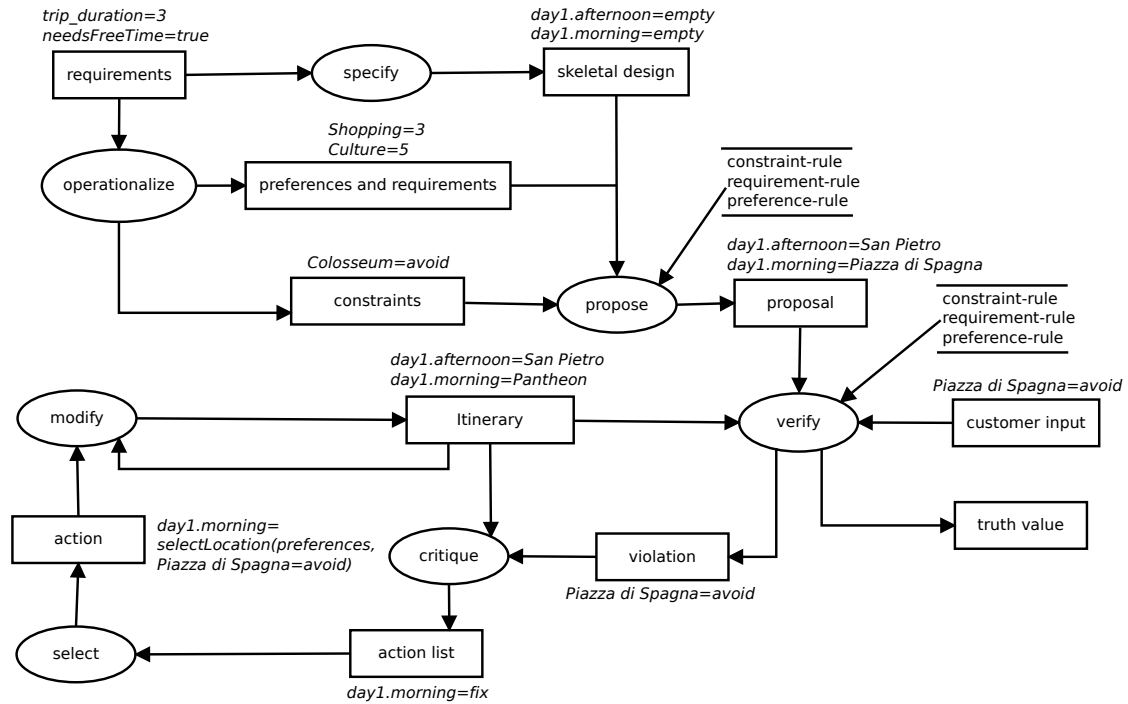 trip_duration=3
needsFreeTime=true
requirements
specify
day1.afternoon=empty
day1.morning=empty
skeletal design
operationalize
Shopping=3
Culture=5
preferences and requirements
constraint-rule
requirement-rule
preference-rule
Colosseum=avoid
constraints
propose
day1.afternoon=San Pietro
day1.morning=Piazza di Spagna
proposal
constraint-rule
requirement-rule
preference-rule
modify
day1.afternoon=San Pietro
day1.morning=Pantheon
Itinerary
verify
Piazza di Spagna=avoid
customer input
action
day1.morning=
selectLocation(preferences,
Piazza di Spagna=avoid)
critique
violation
Piazza di Spagna=avoid
truth value
select
action list
day1.morning=fix